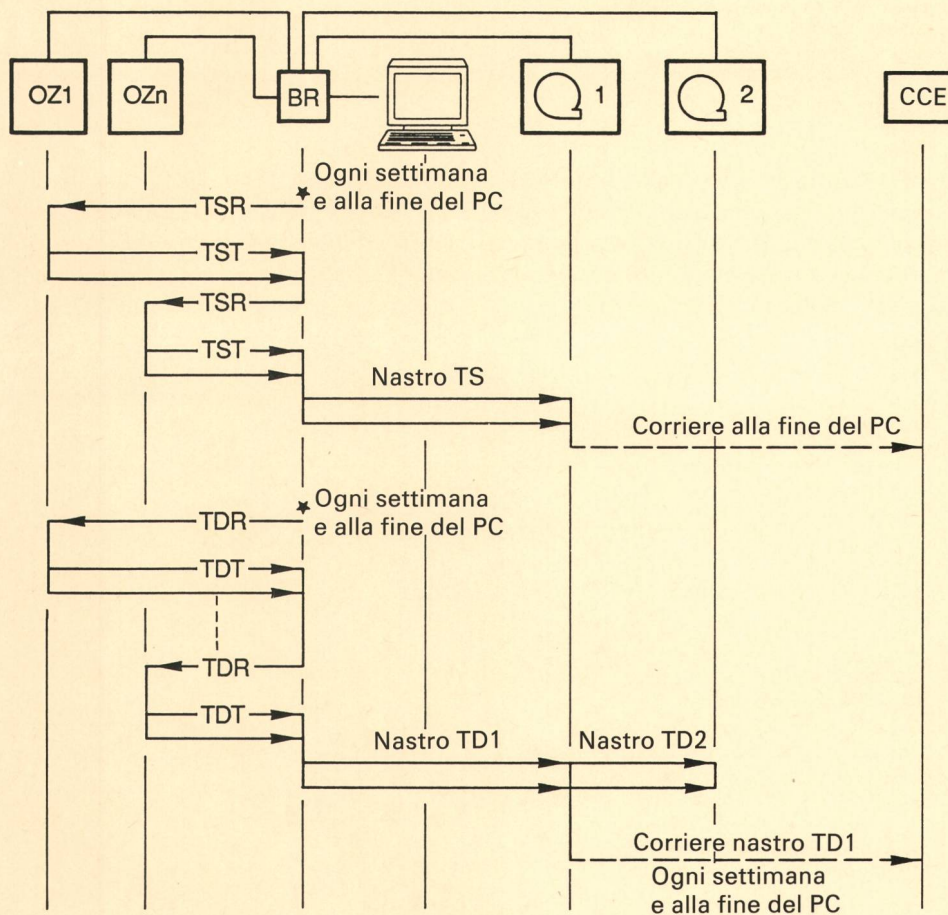 OZ1
OZn
BR
1
2
CCE
Ogni settimana
e alla fine del PC
TSR
TST
TSR
TST
Nastro TS
Corriere alla fine del PC
Ogni settimana
e alla fine del PC
TDR
TDT
TDR
TDT
Nastro TD1
Nastro TD2
Corriere nastro TD1
Ogni settimana
e alla fine del PC